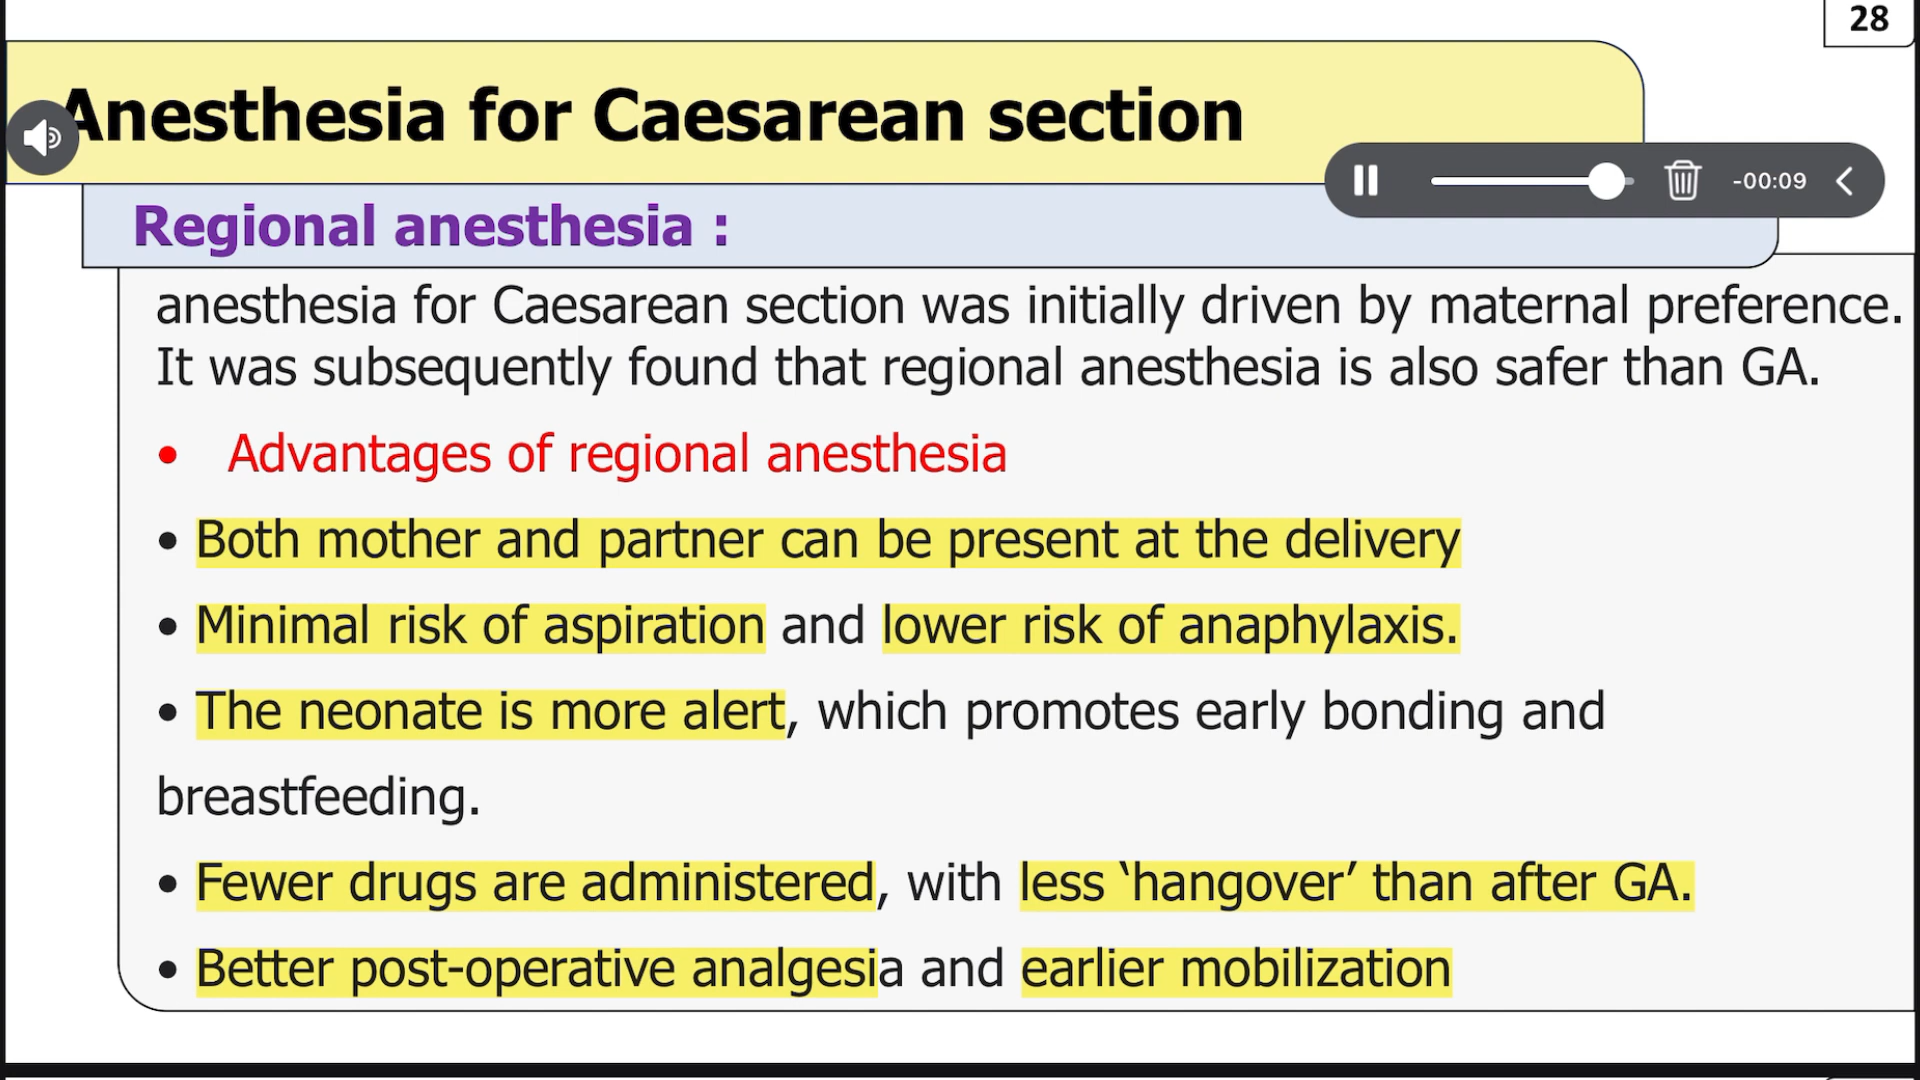 28
Anesthesia for Caesarean section
-00:09
Regional anesthesia :
anesthesia for Caesarean section was initially driven by maternal preference.
It was subsequently found that regional anesthesia is also safer than GA.
• Advantages of regional anesthesia
• Both mother and partner can be present at the delivery
• Minimal risk of aspiration and lower risk of anaphylaxis.
• The neonate is more alert, which promotes early bonding and
breastfeeding.
• Fewer drugs are administered, with less ‘hangover’ than after GA.
• Better post-operative analgesia and earlier mobilization